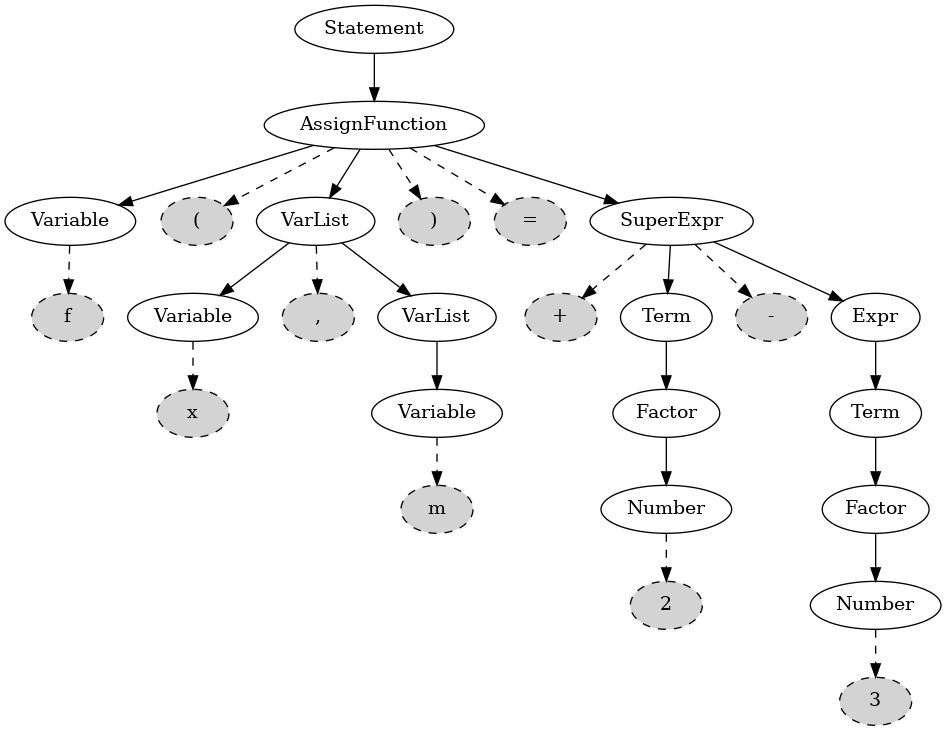 Statement
AssignFunction
Variable ( VarList ) = SuperExpr
f Variable , VarList + Term - Expr
x Variable Factor Term
m Number Factor
2 Number
3